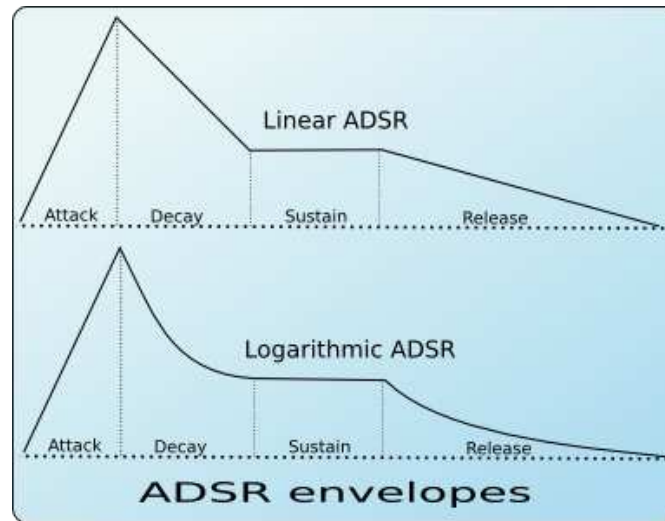 Linear ADSR
Attack Decay Sustain Release
Logarithmic ADSR
Attack Decay Sustain Release
ADSR envelopes